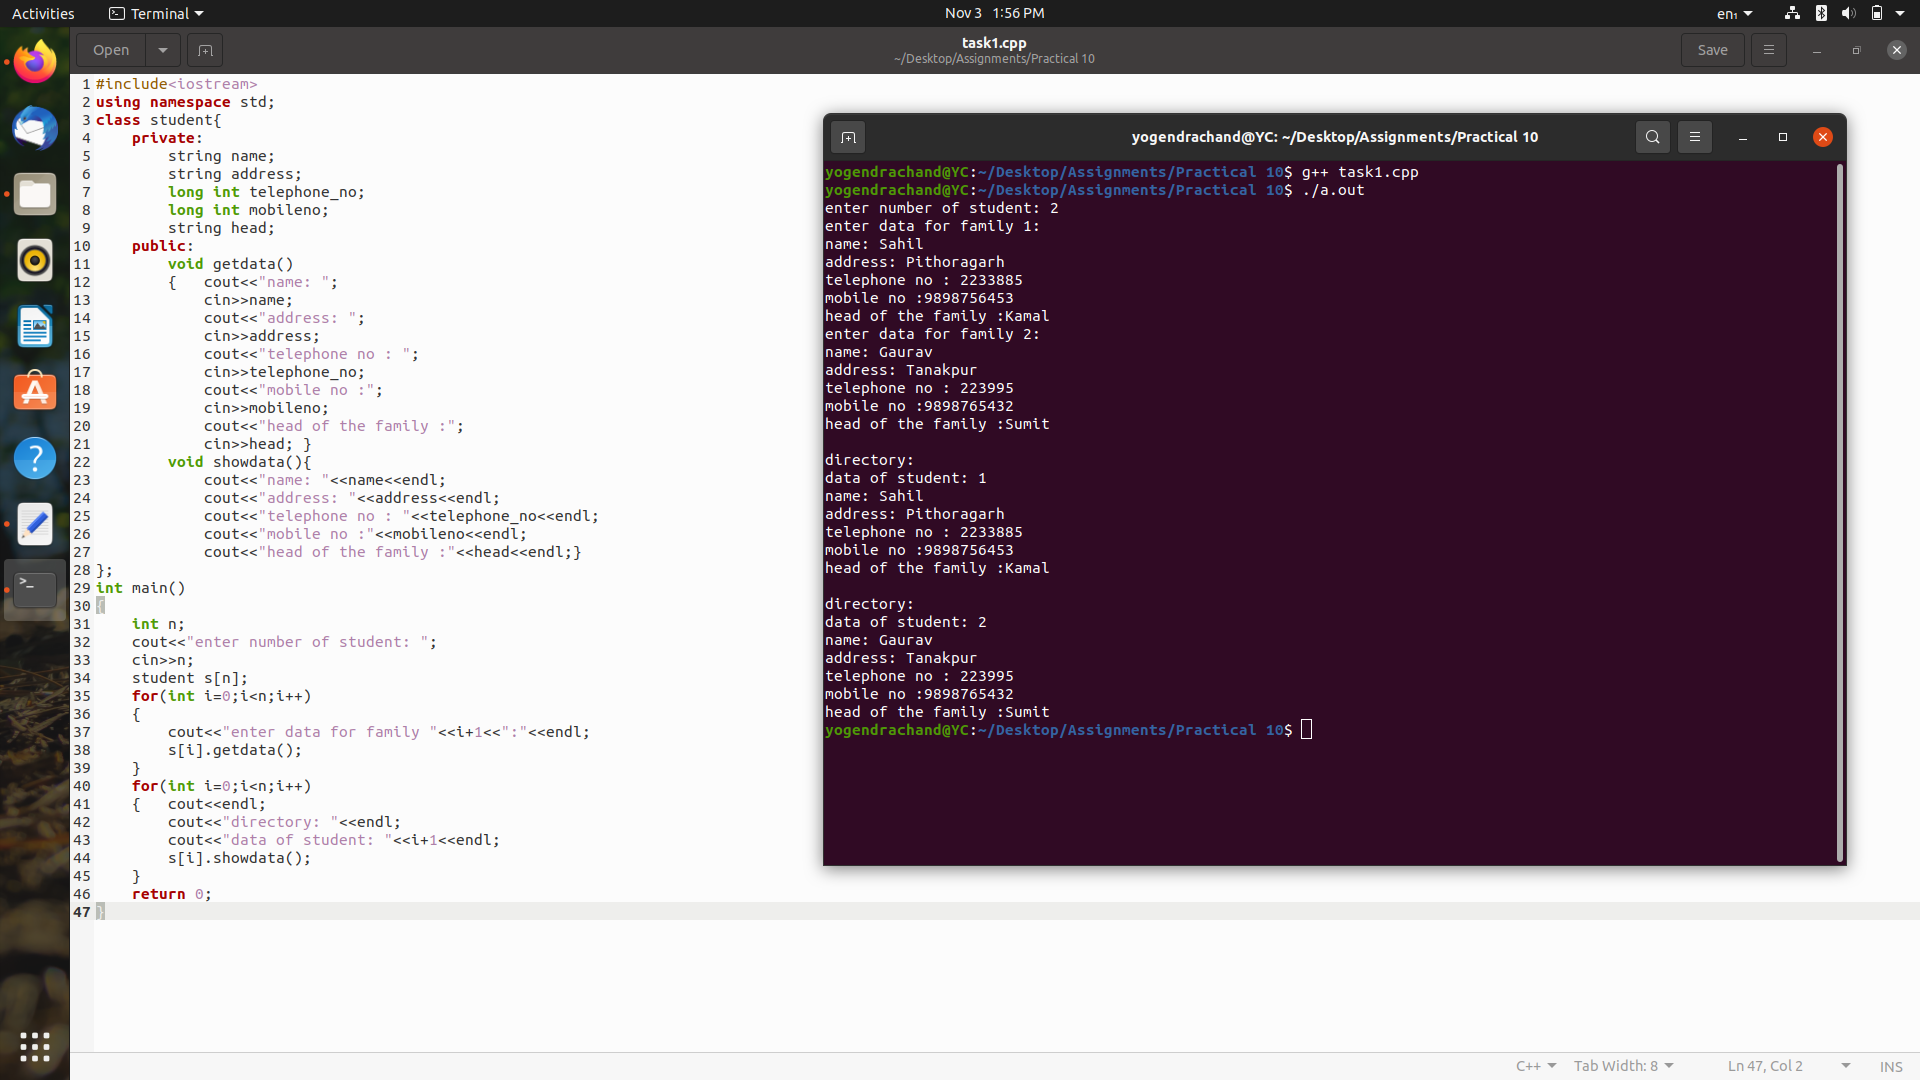 Activities
Terminal
Nov 3 1:56 PM
en₁
Open
task1.cpp
~/Desktop/Assignments/Practical 10
Save
1 #include<iostream>
2 using namespace std;
3 class student{
4     private:
5         string name;
6         string address;
7         long int telephone_no;
8         long int mobileno;
9         string head;
10     public:
11         void getdata()
12         {   cout<<"name: ";
13             cin>>name;
14             cout<<"address: ";
15             cin>>address;
16             cout<<"telephone no : ";
17             cin>>telephone_no;
18             cout<<"mobile no :";
19             cin>>mobileno;
20             cout<<"head of the family :";
21             cin>>head; }
22         void showdata(){
23             cout<<"name: "<<name<<endl;
24             cout<<"address: "<<address<<endl;
25             cout<<"telephone no : "<<telephone_no<<endl;
26             cout<<"mobile no :"<<mobileno<<endl;
27             cout<<"head of the family :"<<head<<endl;}
28 };
29 int main()
30 {
31     int n;
32     cout<<"enter number of student: ";
33     cin>>n;
34     student s[n];
35     for(int i=0;i<n;i++)
36     {
37         cout<<"enter data for family "<<i+1<<":"<<endl;
38         s[i].getdata();
39     }
40     for(int i=0;i<n;i++)
41     {   cout<<endl;
42         cout<<"directory: "<<endl;
43         cout<<"data of student: "<<i+1<<endl;
44         s[i].showdata();
45     }
46     return 0;
47 }
yogendrachand@YC: ~/Desktop/Assignments/Practical 10
yogendrachand@YC:~/Desktop/Assignments/Practical 10$ g++ task1.cpp
yogendrachand@YC:~/Desktop/Assignments/Practical 10$ ./a.out
enter number of student: 2
enter data for family 1:
name: Sahil
address: Pithoragarh
telephone no : 2233885
mobile no :9898756453
head of the family :Kamal
enter data for family 2:
name: Gaurav
address: Tanakpur
telephone no : 223995
mobile no :9898765432
head of the family :Sumit
directory:
data of student: 1
name: Sahil
address: Pithoragarh
telephone no : 2233885
mobile no :9898756453
head of the family :Kamal
directory:
data of student: 2
name: Gaurav
address: Tanakpur
telephone no : 223995
mobile no :9898765432
head of the family :Sumit
yogendrachand@YC:~/Desktop/Assignments/Practical 10$
C++
Tab Width: 8
Ln 47, Col 2
INS